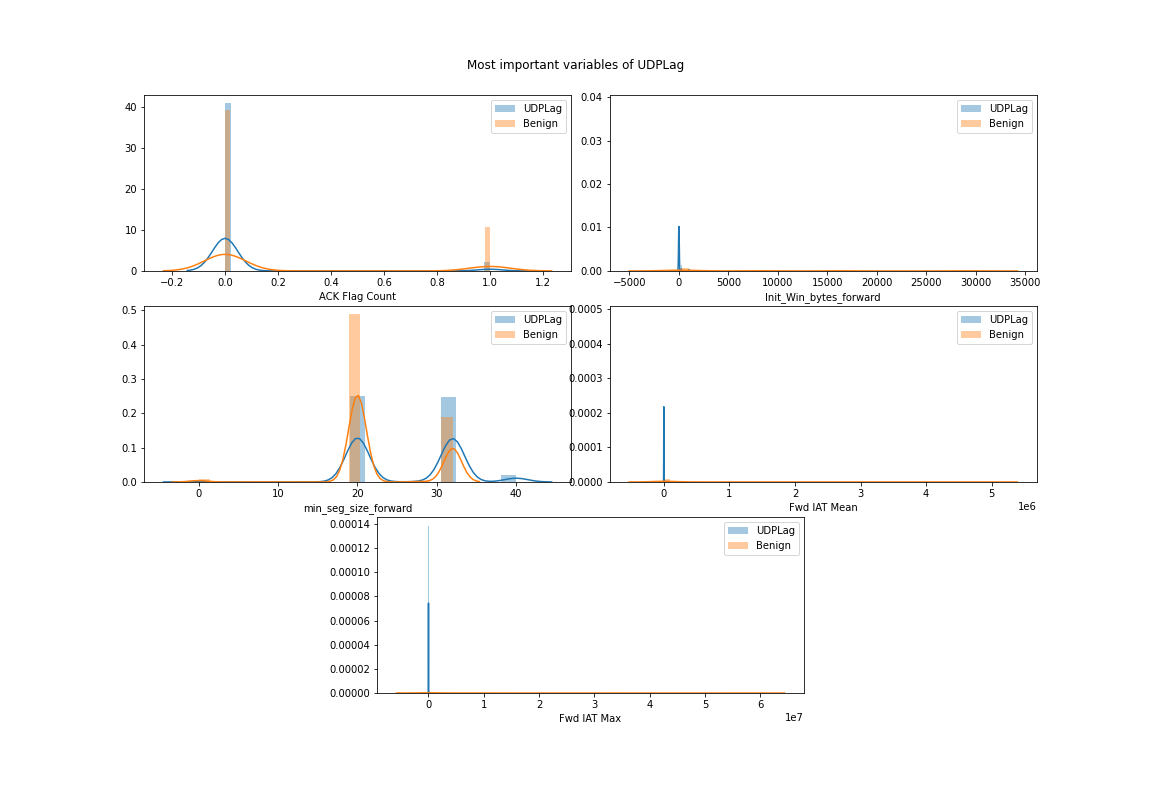 Most important variables of UDPLag
40
30
20
10
0
−0.2 0.0 0.2 0.4 0.6 0.8 1.0 1.2
ACK Flag Count
UDPLag
Benign
0.04
0.03
0.02
0.01
0.00
−5000 0 5000 10000 15000 20000 25000 30000 35000
Init_Win_bytes_forward
UDPLag
Benign
0.5
0.4
0.3
0.2
0.1
0.0
0 10 20 30 40
min_seg_size_forward
UDPLag
Benign
0.0005
0.0004
0.0003
0.0002
0.0001
0.0000
0 1 2 3 4 5
1e6
Fwd IAT Mean
UDPLag
Benign
0.00014
0.00012
0.00010
0.00008
0.00006
0.00004
0.00002
0.00000
0 1 2 3 4 5 6
1e7
Fwd IAT Max
UDPLag
Benign